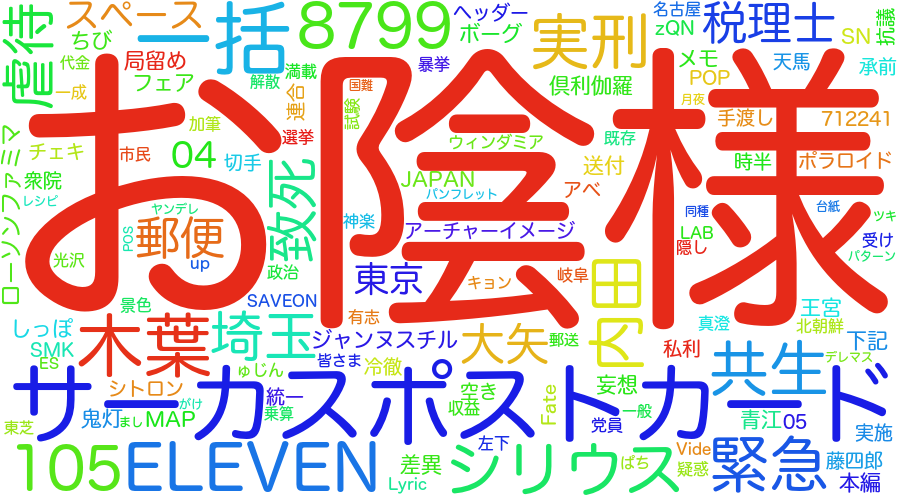 スペース
一括
8799
ヘッダー
名古屋
zQN
税理士
SN
抗議
虐待
ちび
代金
一成
局留め
フェア
解散
満載
連合
暴挙
国難
試験
ボーグ
実刑
倶利伽羅
メモ
POP
天馬
承前
月夜
手渡し
712241
お陰様
ローソンファミマ
チェキ
衆院
レシピ
市民
04
加筆
切手
選挙
致死
ウィンダミア
既存
送付
時半
ポラロイド
JAPAN
パンフレット
アベ
同種
台紙
ツキ
ヤンデレ
POS
郵便
up
神楽
アーチャーイメージ
LAB
隠し
受け
パターン
光沢
政治
東京
キョン
岐阜
内田
SAVEON
景色
有志
王宮
真澄
北朝鮮
しっぽ
SMK
ES
木葉
埼玉
ジャンヌスチル
皆さま
冷徹
大矢
郵送
私利
共生
下記
デレマス
サーカスポストカード
シトロン
ゅじん
統一
乗算
空き
収益
妄想
一般
Fate
党員
青江
05
東芝
鬼灯
まし
MAP
がけ
左下
実施
105
ELEVEN
差異
Lyric
シリウス
ぱち
Vide
疑惑
緊急
藤四郎
本編